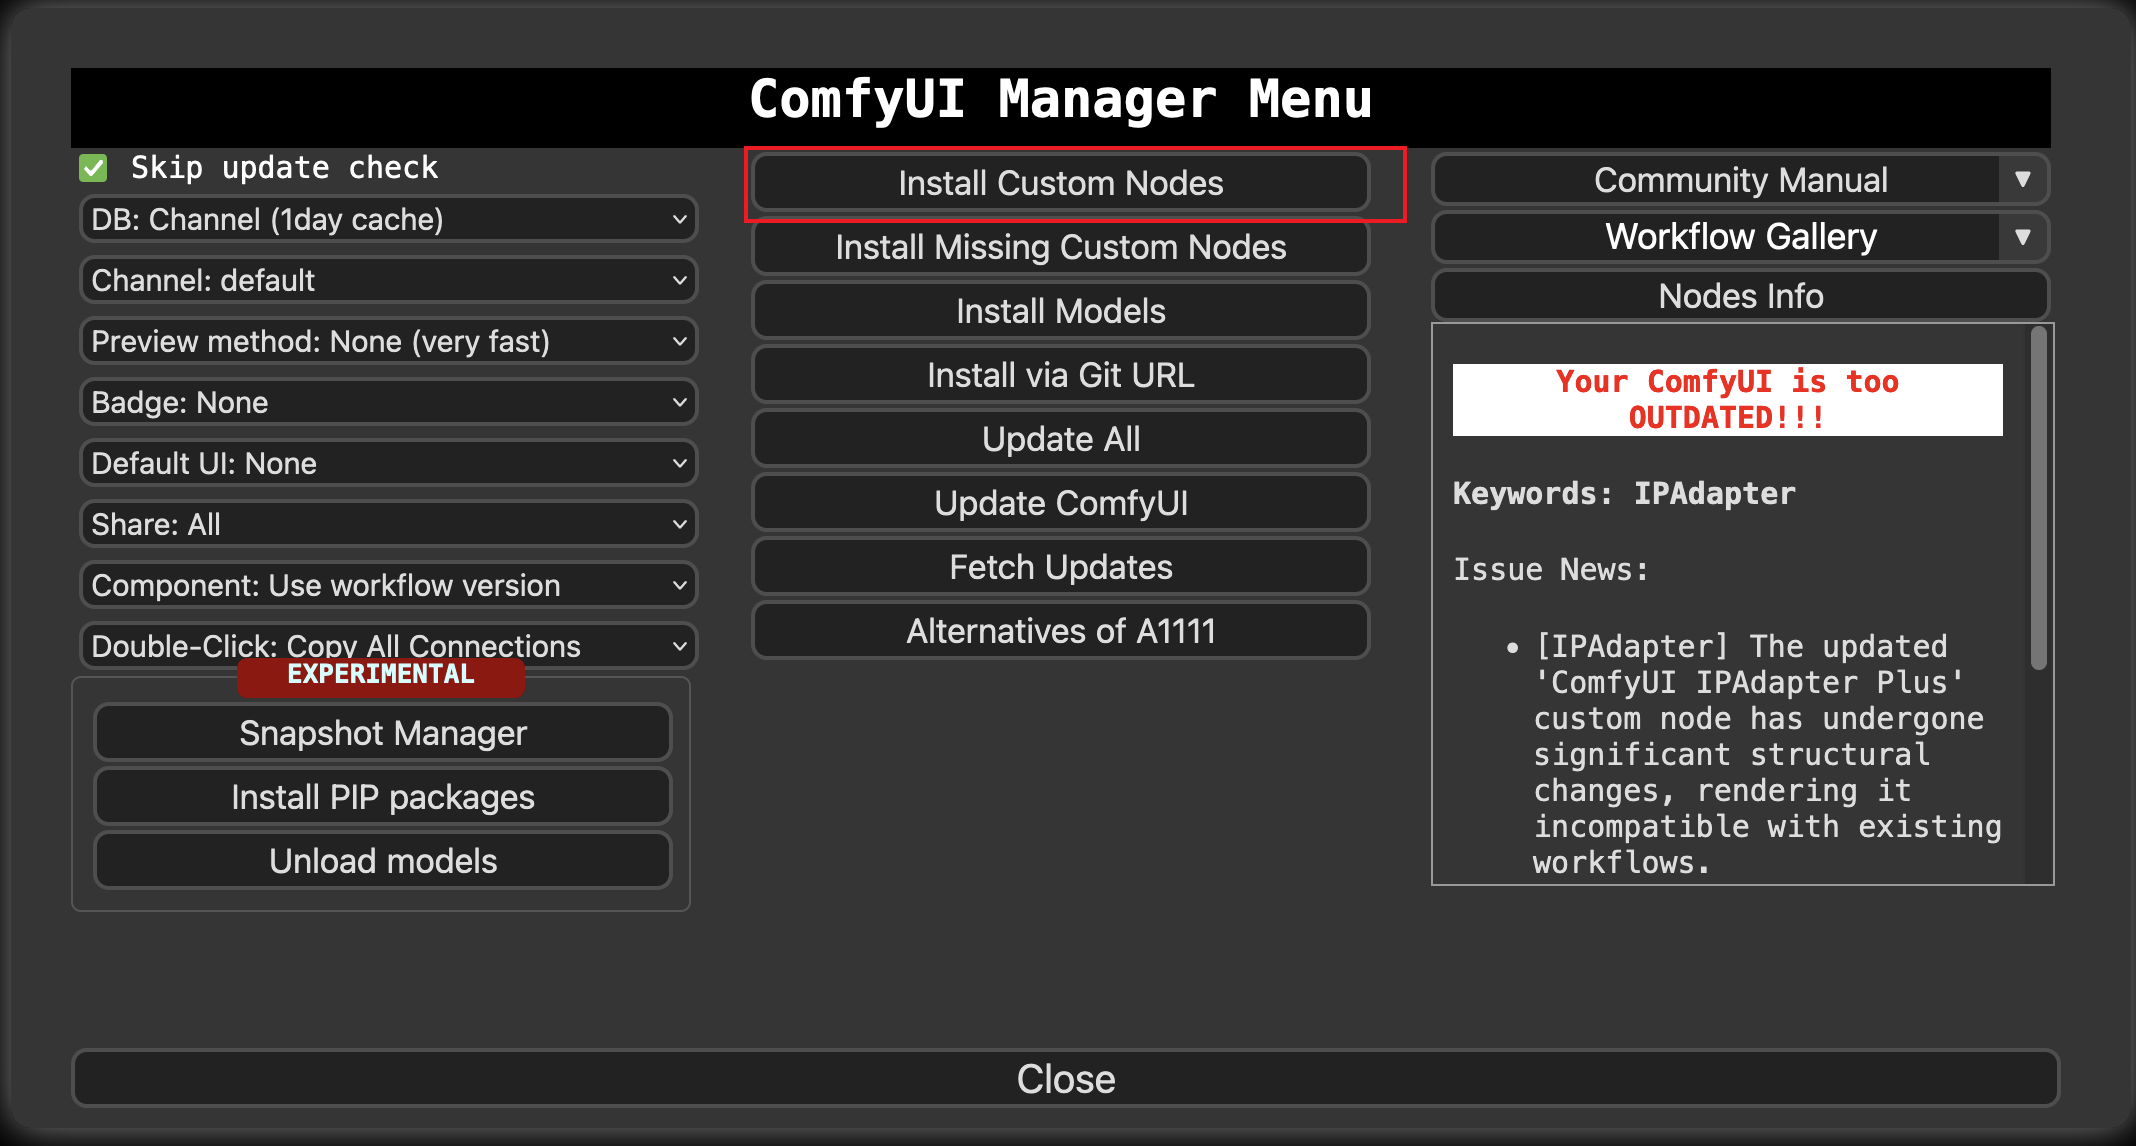 ComfyUI Manager Menu
Skip update check
DB: Channel (1day cache)
Channel: default
Preview method: None (very fast)
Badge: None
Default UI: None
Share: All
Component: Use workflow version
Double-Click: Copy All Connections
EXPERIMENTAL
Snapshot Manager
Install PIP packages
Unload models
Install Custom Nodes
Install Missing Custom Nodes
Install Models
Install via Git URL
Update All
Update ComfyUI
Fetch Updates
Alternatives of A1111
Community Manual
Workflow Gallery
Nodes Info
Your ComfyUI is too
OUTDATED!!!
Keywords: IPAdapter
Issue News:
• [IPAdapter] The updated
'ComfyUI IPAdapter Plus'
custom node has undergone
significant structural
changes, rendering it
incompatible with existing
workflows.
Close